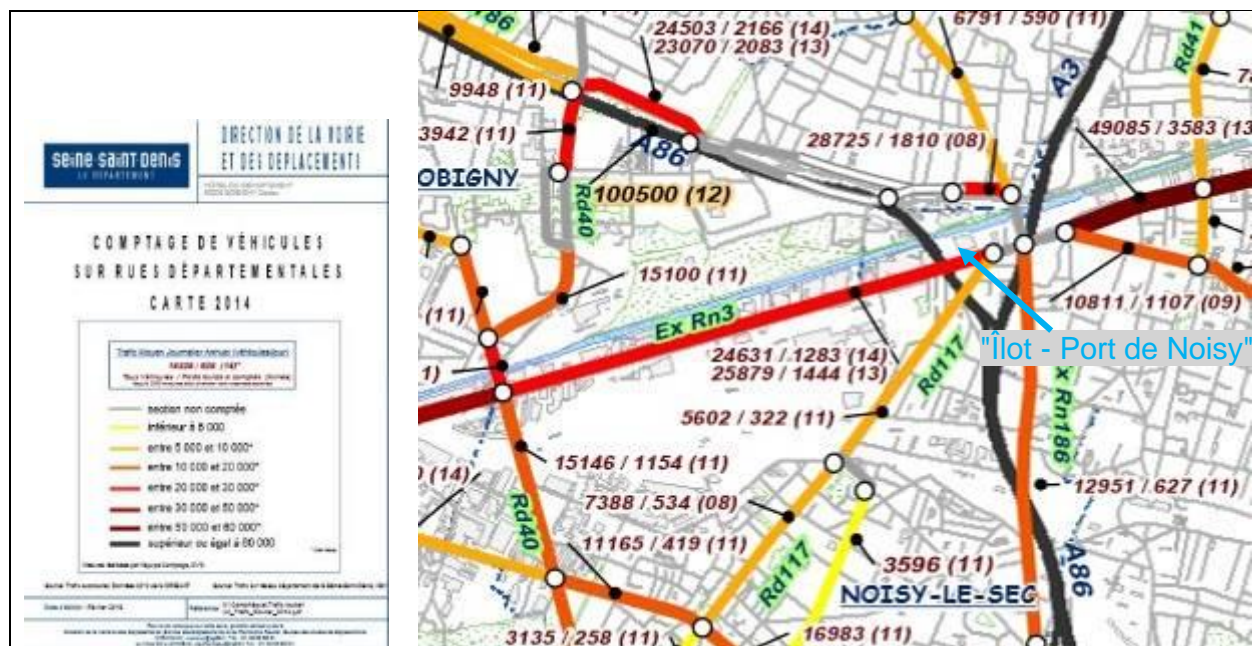 Seine Saint Denis
LE DÉPARTEMENT
DIRECTION DE LA VOIRIE
ET DES DEPLACEMENTS
COMPTAGE DE VÉHICULES
SUR RUES DÉPARTEMENTALES
CARTE 2014
Trafic Moyen Journalier Annuel (véhicules/jour)
section non comptée
inférieur à 5 000
entre 5 000 et 10 000*
entre 10 000 et 20 000*
entre 20 000 et 30 000*
entre 30 000 et 50 000*
entre 50 000 et 80 000*
supérieur ou égal à 80 000
186
24503 / 2166 (14)
23070 / 2083 (13)
6791 / 590 (11)
Rd41
9948 (11)
A3
3942 (11)
28725 / 1810 (08)
49085 / 3583 (13
A86
OBIGNY
100500 (12)
Rd40
15100 (11)
(11)
Ex Rn3
10811 / 1107 (09)
"Îlot - Port de Noisy"
24631 / 1283 (14)
25879 / 1444 (13)
Rd117
x Rn186
5602 / 322 (11)
15146 / 1154 (11)
(14)
12951 / 627 (11)
7388 / 534 (08)
Rd40
11165 / 419 (11)
3596 (11)
A86
Rd117
NOISY-LE-SEC
3135 / 258 (11)
16983 (11)